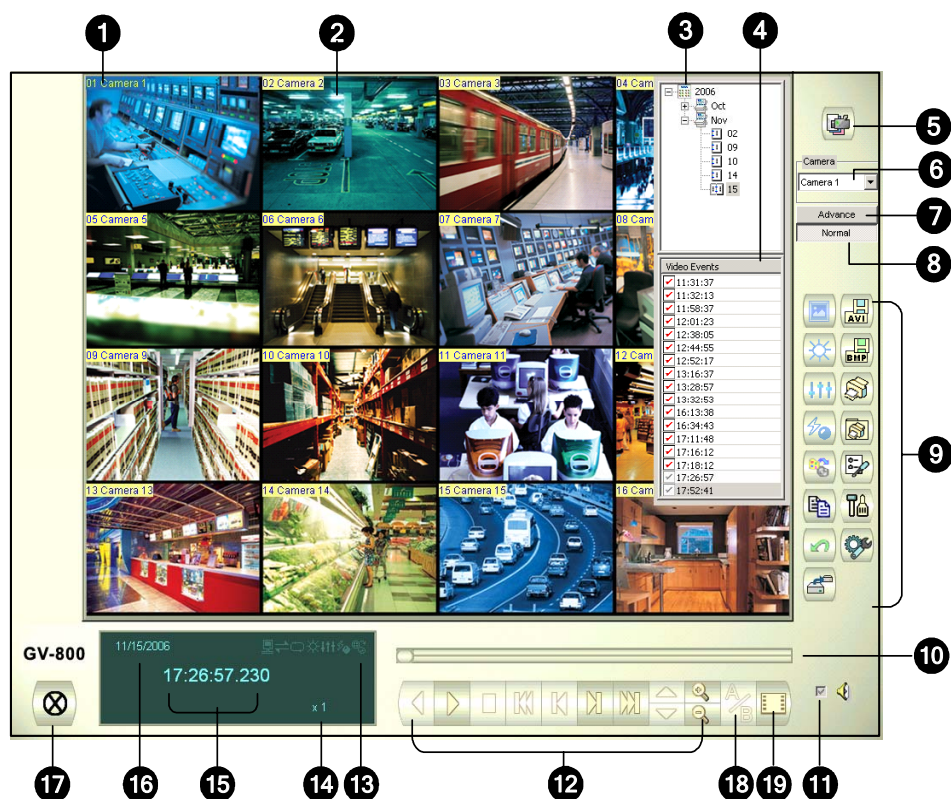 1 2 3 4
01 Camera 1
02 Camera 2
03 Camera 3
04 C
2006
Oct
Nov
02
09
10
14
15
5
Camera
6
Camera 1
Advance
7
Normal
8
05 Camera 5
06 Camera 6
07 Camera 7
08 C
Video Events
11:31:37
11:32:13
11:58:37
12:01:23
12:38:05
12:44:55
12:52:17
13:16:37
13:28:57
13:32:53
16:13:38
16:34:43
17:11:48
17:16:12
17:18:12
17:26:57
17:52:41
AVI
BMP
9
09 Camera 9
10 Camera 10
11 Camera 11
12 C
13 Camera 13
14 Camera 14
15 Camera 15
16 Cam
GV-800
11/15/2006
17:26:57.230
x 1
A/B
10
17 16 15 14 13 12 18 19 11